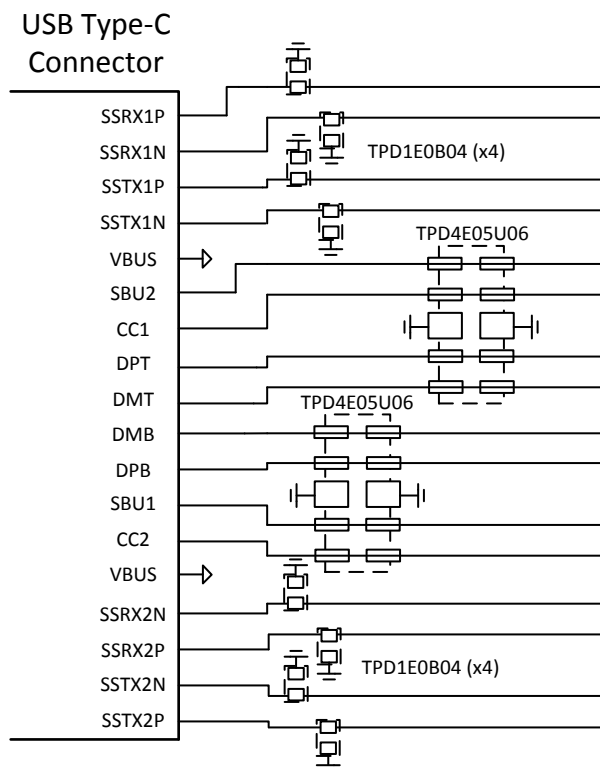 USB Type-C
Connector
SSRX1P
SSRX1N
TPD1E0B04 (x4)
SSTX1P
SSTX1N
TPD4E05U06
VBUS
SBU2
CC1
DPT
DMT
TPD4E05U06
DMB
DPB
SBU1
CC2
VBUS
SSRX2N
SSRX2P
TPD1E0B04 (x4)
SSTX2N
SSTX2P